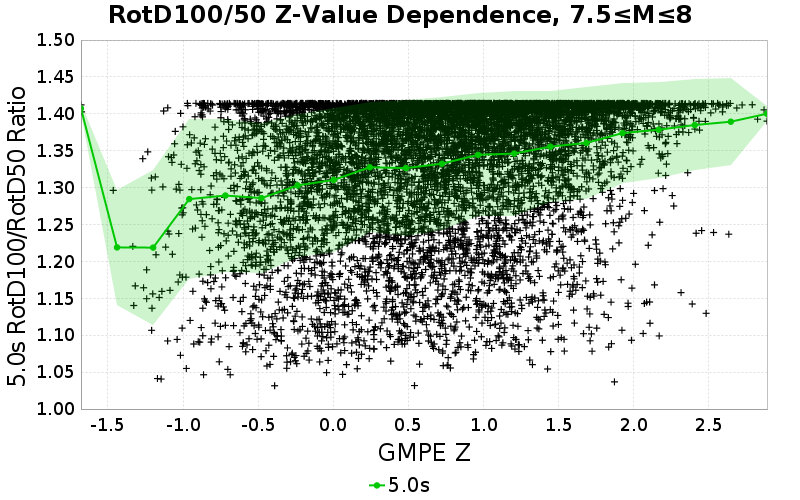 RotD100/50 Z-Value Dependence, 7.5≤M≤8
5.0s RotD100/RotD50 Ratio
1.50
1.45
1.40
1.35
1.30
1.25
1.20
1.15
1.10
1.05
1.00
-1.5 -1.0 -0.5 0.0 0.5 1.0 1.5 2.0 2.5
GMPE Z
5.0s